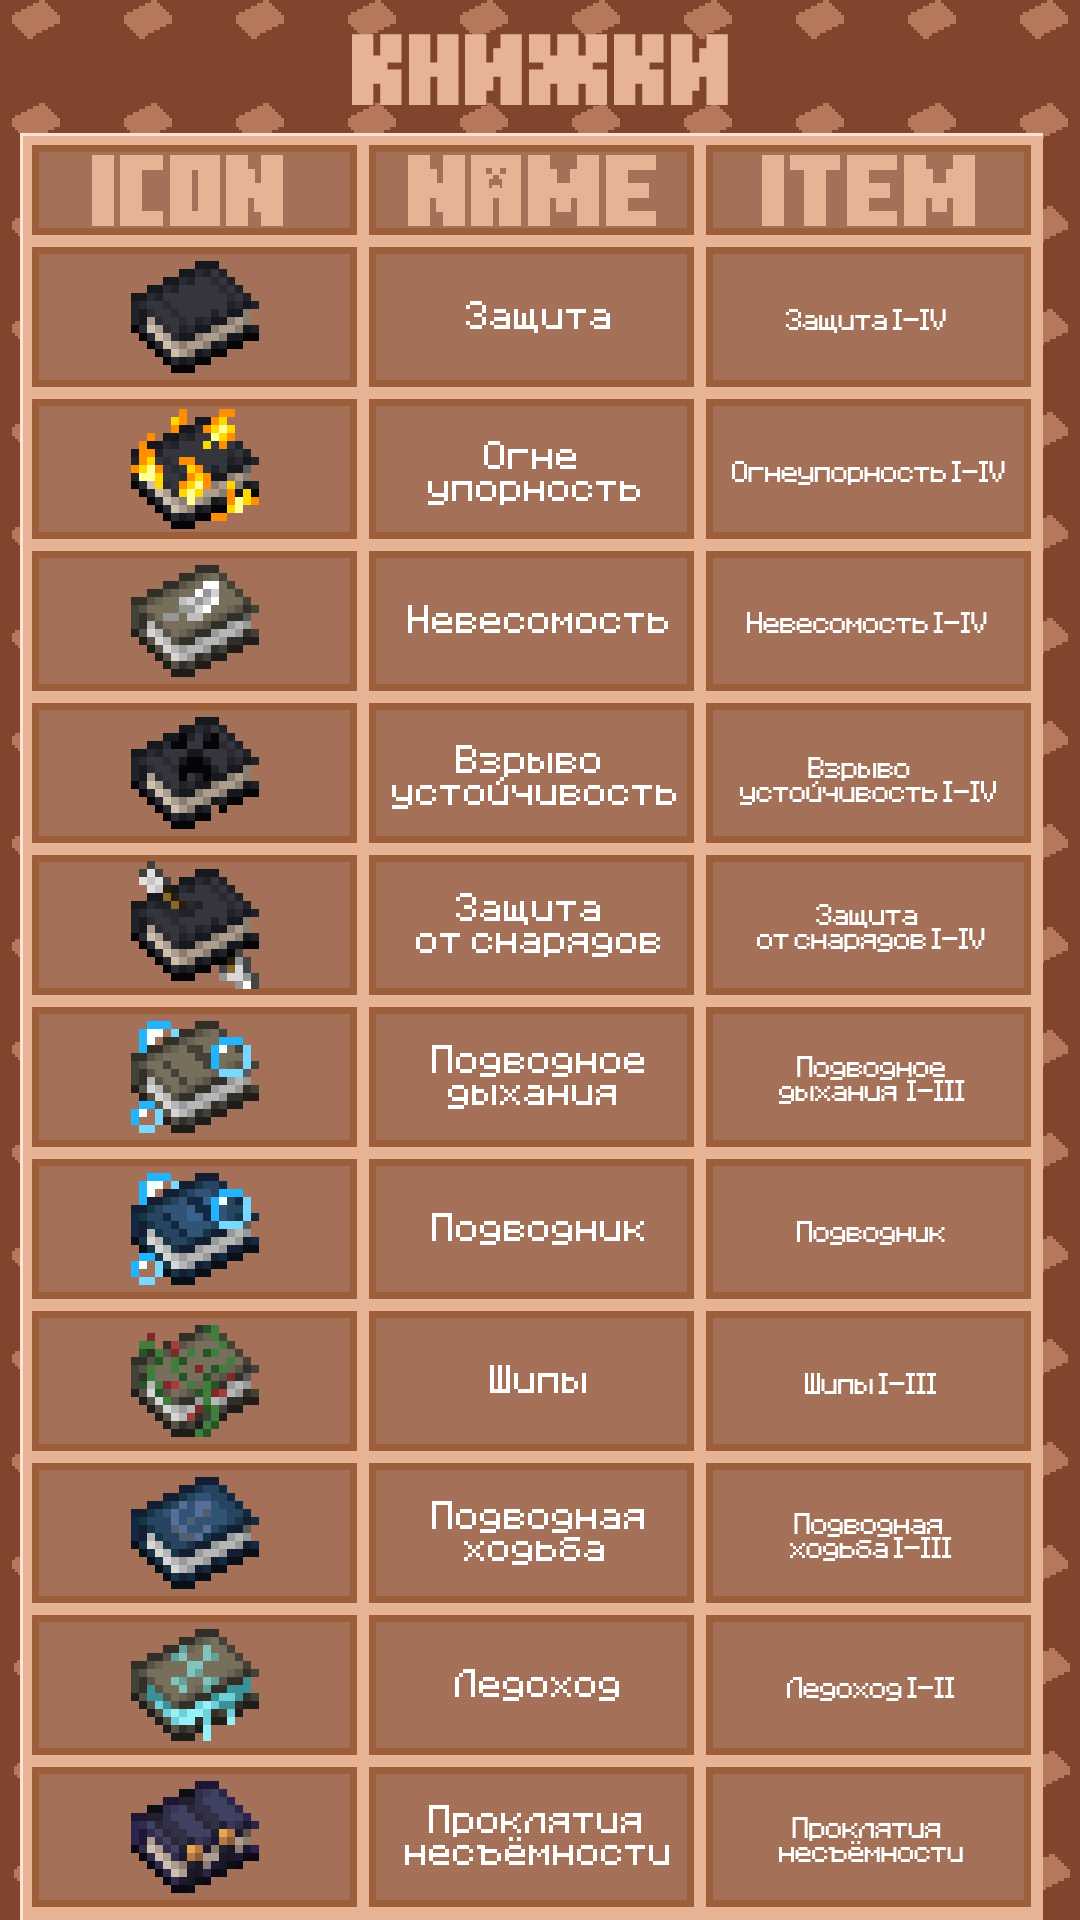 КНИЖКИ
ICON NAME ITEM
Защита
Защита I-IV
Огне
упорность
Огнеупорность I-IV
Невесомость
Невесомость I-IV
Взрыво
устойчивость
Взрыво
устойчивость I-IV
Защита
от снарядов
Защита
от снарядов I-IV
Подводное
дыхания
Подводное
дыхания I-III
Подводник
Подводник
Шипы
Шипы I-III
Подводная
ходьба
Подводная
ходьба I-III
Ледоход
Ледоход I-II
Проклятия
несъёмности
Проклятия
несъёмности